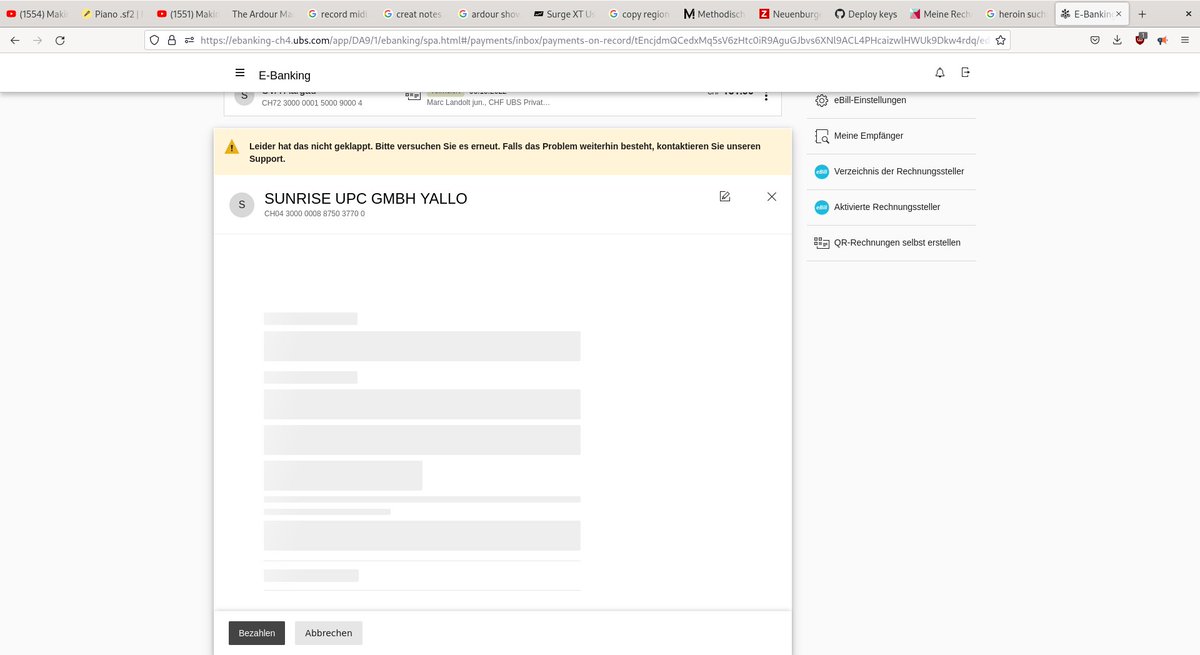 (1554) Maki
Piano .sf2 |
(1551) Makin
The Ardour Ma
record midi
creat notes
ardour show
Surge XT Us
copy region
Methodisch
Neuenburge
Deploy keys
Meine Rech
heroin such
E-Banking
https://ebanking-ch4.ubs.com/app/DA9/1/ebanking/spa.html#/payments/inbox/payments-on-record/
E-Banking
S
CH72 3000 0001 5000 9000 4
Marc Landolt jun., CHF UBS Privat…
Leider hat das nicht geklappt. Bitte versuchen Sie es erneut. Falls das Problem weiterhin besteht, kontaktieren Sie unseren
Support.
S
SUNRISE UPC GMBH YALLO
CH04 3000 0008 8750 3770 0
Bezahlen
Abbrechen
eBill-Einstellungen
Meine Empfänger
eBill
Verzeichnis der Rechnungssteller
eBill
Aktivierte Rechnungssteller
QR-Rechnungen selbst erstellen